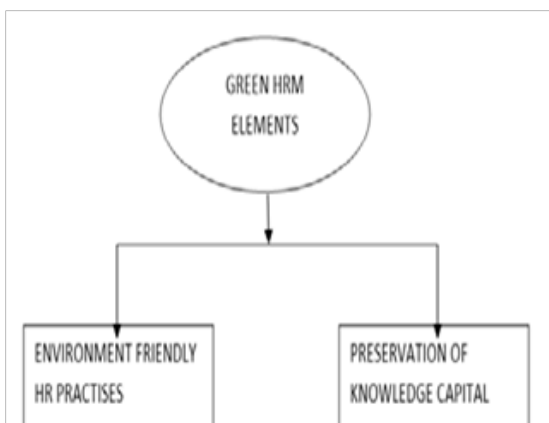 GREEN HRM
ELEMENTS
ENVIRONMENT FRIENDLY
HR PRACTISES
PRESERVATION OF
KNOWLEDGE CAPITAL